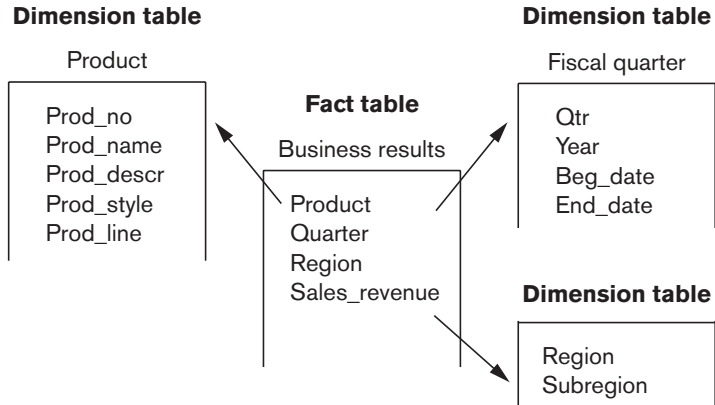 Dimension table
Product
Prod_no
Prod_name
Prod_descr
Prod_style
Prod_line
Fact table
Business results
Product
Quarter
Region
Sales_revenue
Dimension table
Fiscal quarter
Qtr
Year
Beg_date
End_date
Dimension table
Region
Subregion